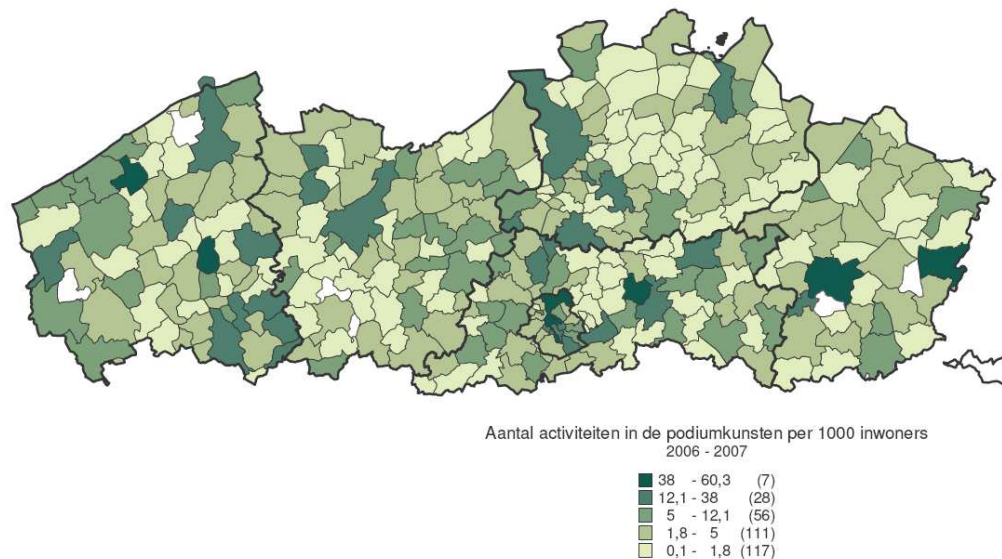 Aantal activiteiten in de podiumkunsten per 1000 inwoners
2006 - 2007
38 - 60,3 (7)
12,1 - 38 (28)
5 - 12,1 (56)
1,8 - 5 (111)
0,1 - 1,8 (117)